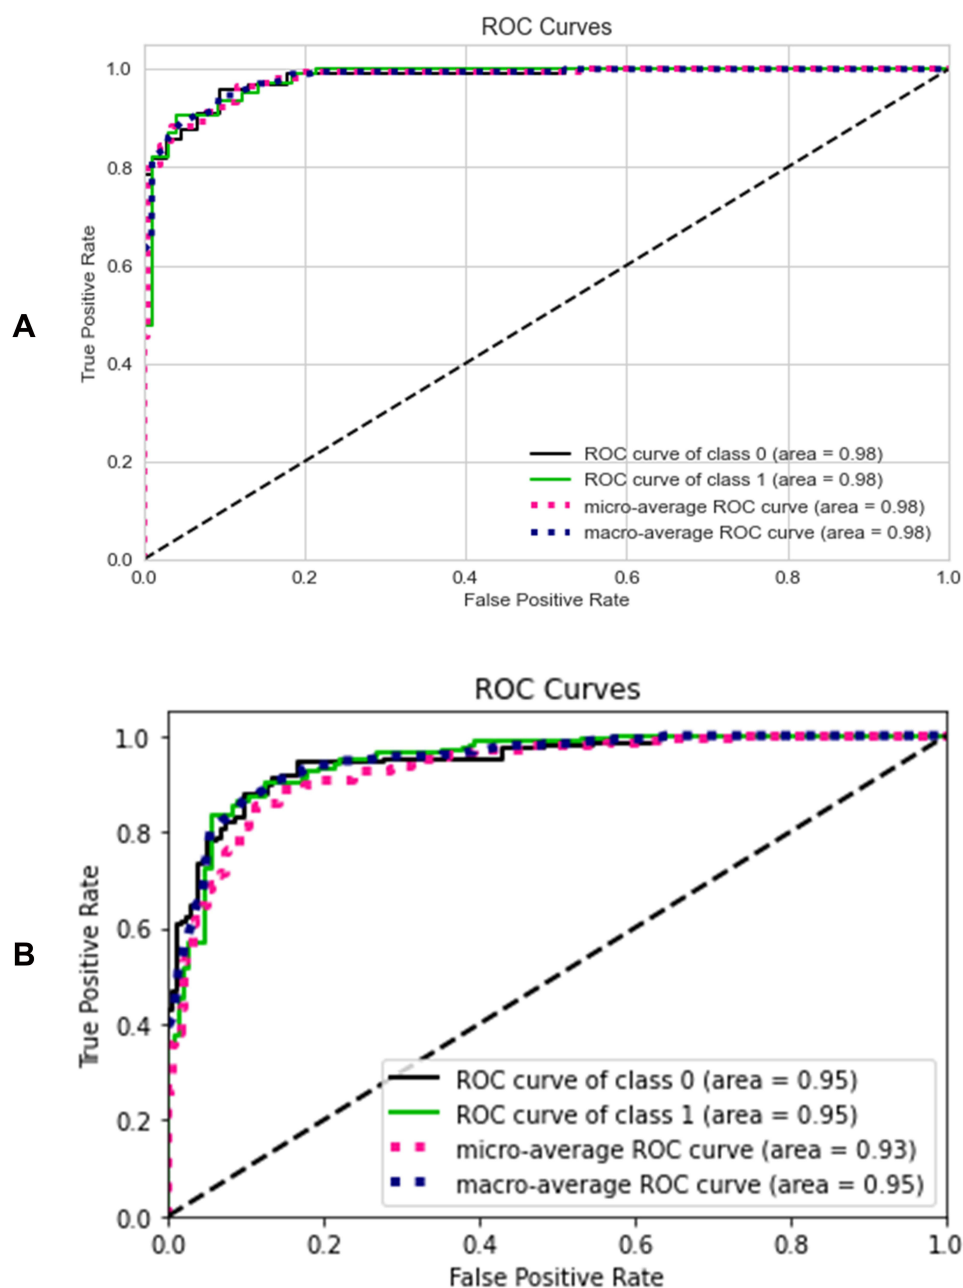 ROC Curves
1.0
0.8
0.6
0.4
0.2
0.0
True Positive Rate
A
ROC curve of class 0 (area = 0.98)
ROC curve of class 1 (area = 0.98)
micro-average ROC curve (area = 0.98)
macro-average ROC curve (area = 0.98)
0.0 0.2 0.4 0.6 0.8 1.0
False Positive Rate
ROC Curves
1.0
0.8
0.6
0.4
0.2
0.0
True Positive Rate
B
ROC curve of class 0 (area = 0.95)
ROC curve of class 1 (area = 0.95)
micro-average ROC curve (area = 0.93)
macro-average ROC curve (area = 0.95)
0.0 0.2 0.4 0.6 0.8 1.0
False Positive Rate